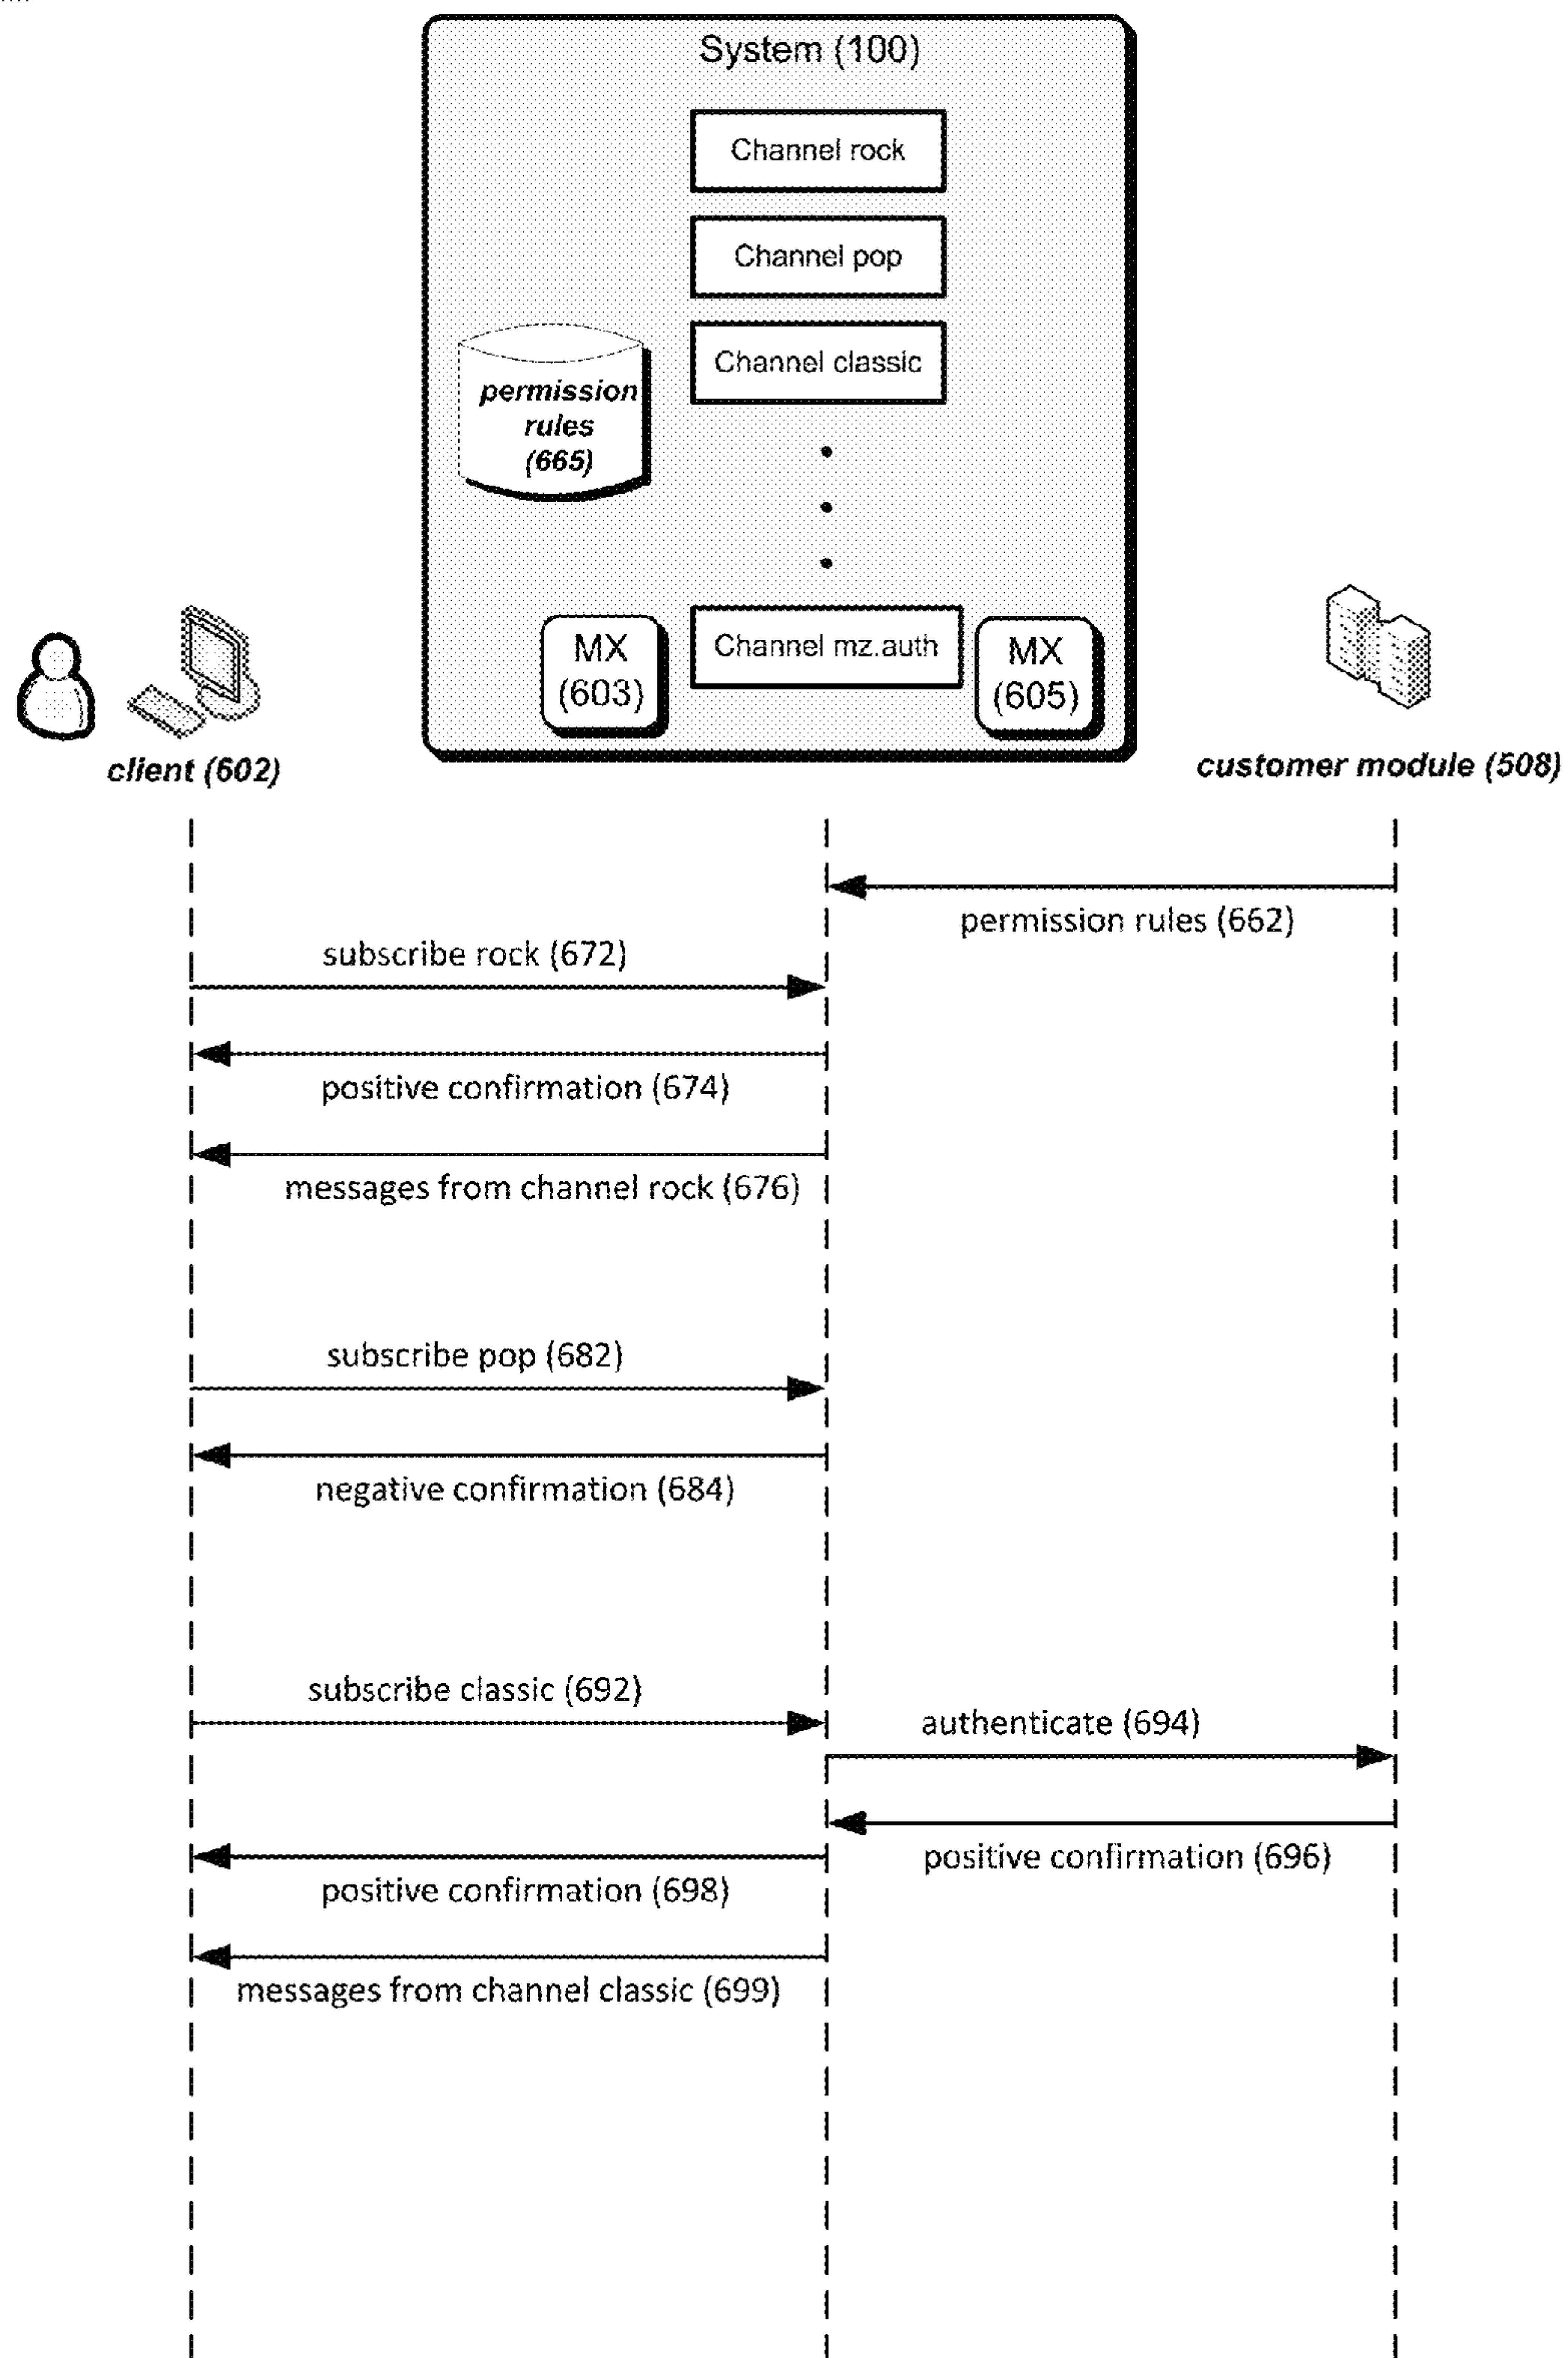 System (100)
Channel rock
Channel pop
Channel classic
permission
rules
(665)
MX
(603)
Channel mz.auth
MX
(605)
client (602)
customer module (508)
permission rules (662)
subscribe rock (672)
positive confirmation (674)
messages from channel rock (676)
subscribe pop (682)
negative confirmation (684)
subscribe classic (692)
authenticate (694)
positive confirmation (696)
positive confirmation (698)
messages from channel classic (699)